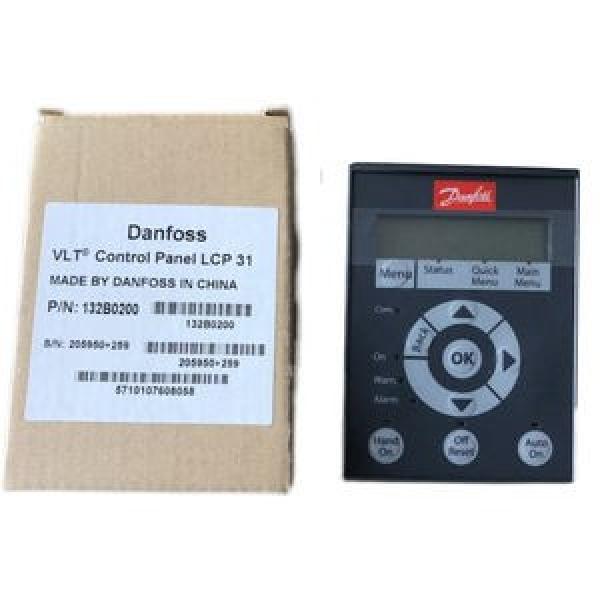 Danfoss
VLT® Control Panel LCP 31
MADE BY DANFOSS IN CHINA
P/N: 132B0200
132B0200
S/N: 205950+259
205950+259
5710107608058
Danfoss
Menu
Status
Quick
Menu
Main
Menu
Com.
Back
OK
On
Warn.
Alarm
Hand
On
Off
Reset
Auto
On